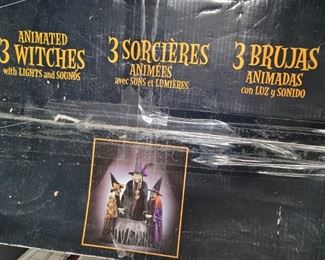 ANIMATED
3 WITCHES
with LIGHTS and SOUNDS
3 SORCIÈRES
ANIMÉES
avec SONS et LUMIÈRES
3 BRUJAS
ANIMADAS
con LUZ y SONIDO